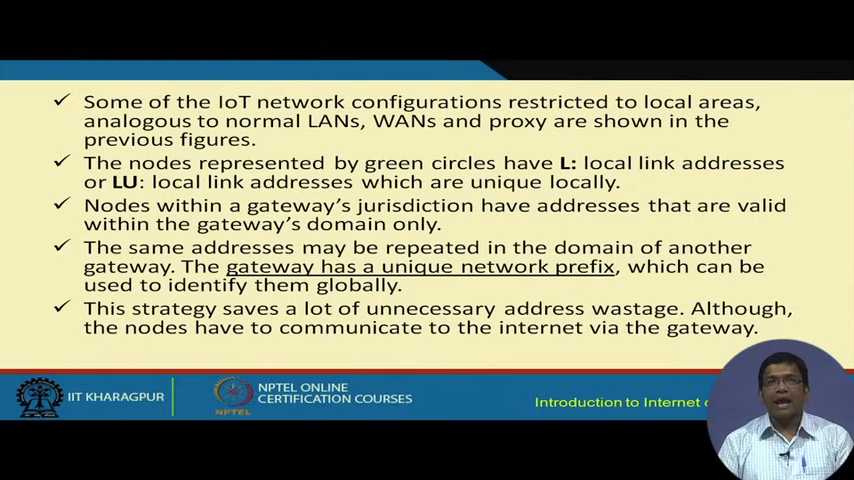 ✓ Some of the IoT network configurations restricted to local areas,
analogous to normal LANs, WANs and proxy are shown in the
previous figures.
✓ The nodes represented by green circles have L: local link addresses
or LU: local link addresses which are unique locally.
✓ Nodes within a gateway's jurisdiction have addresses that are valid
within the gateway's domain only.
✓ The same addresses may be repeated in the domain of another
gateway. The gateway has a unique network prefix, which can be
used to identify them globally.
✓ This strategy saves a lot of unnecessary address wastage. Although,
the nodes have to communicate to the internet via the gateway.
IIT KHARAGPUR
NPTEL
NPTEL ONLINE
CERTIFICATION COURSES
Introduction to Internet